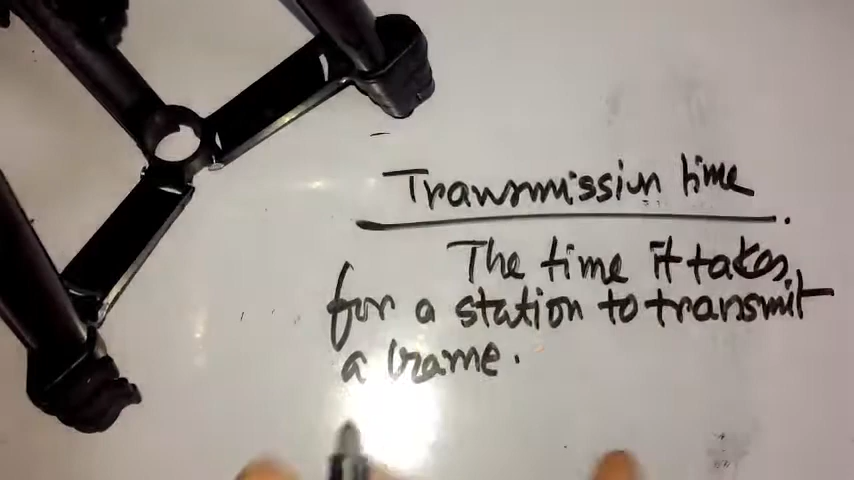 Transmission time
The time it takes
for a station to transmit
a frame.